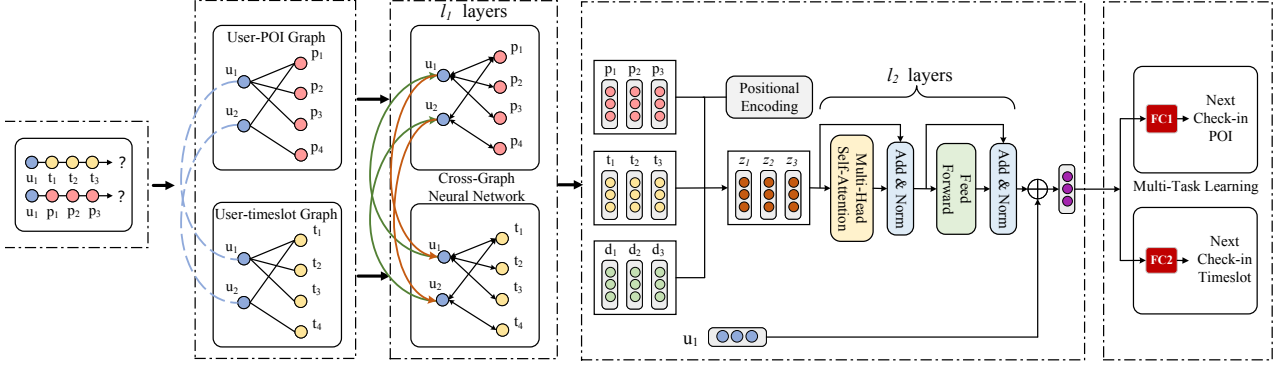 u1 t1 t2 t3 ?
u1 p1 p2 p3 ?
User-POI Graph
u1
u2
p1
p2
p3
p4
User-timeslot Graph
u1
u2
t1
t2
t3
t4
l1 layers
u1
u2
p1
p2
p3
p4
Cross-Graph
Neural Network
u1
u2
t1
t2
t3
t4
p1 p2 p3
t1 t2 t3
d1 d2 d3
Positional
Encoding
z1 z2 z3
l2 layers
Multi-Head
Self-Attention
Add & Norm
Feed
Forward
Add & Norm
u1
FC1
Next
Check-in
POI
Multi-Task Learning
FC2
Next
Check-in
Timeslot